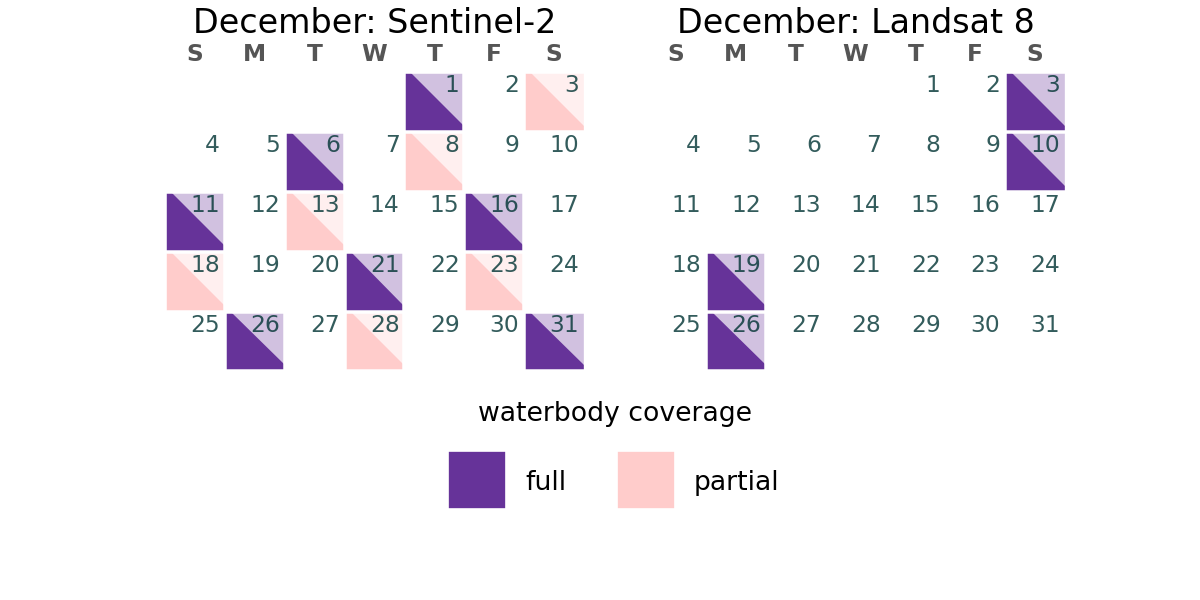 December: Sentinel-2
S M T W T F S
1 2 3
4 5 6 7 8 9 10
11 12 13 14 15 16 17
18 19 20 21 22 23 24
25 26 27 28 29 30 31
December: Landsat 8
S M T W T F S
1 2 3
4 5 6 7 8 9 10
11 12 13 14 15 16 17
18 19 20 21 22 23 24
25 26 27 28 29 30 31
waterbody coverage
full
partial